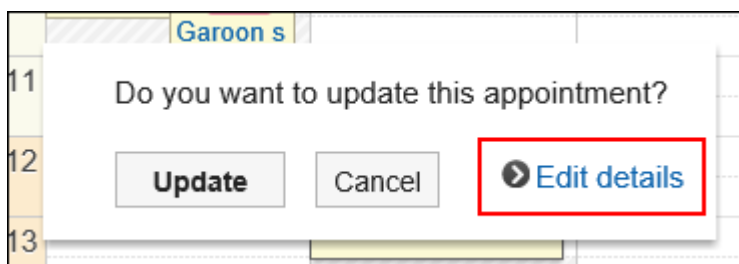 Garoon s
11
Do you want to update this appointment?
12
Update Cancel Edit details
13